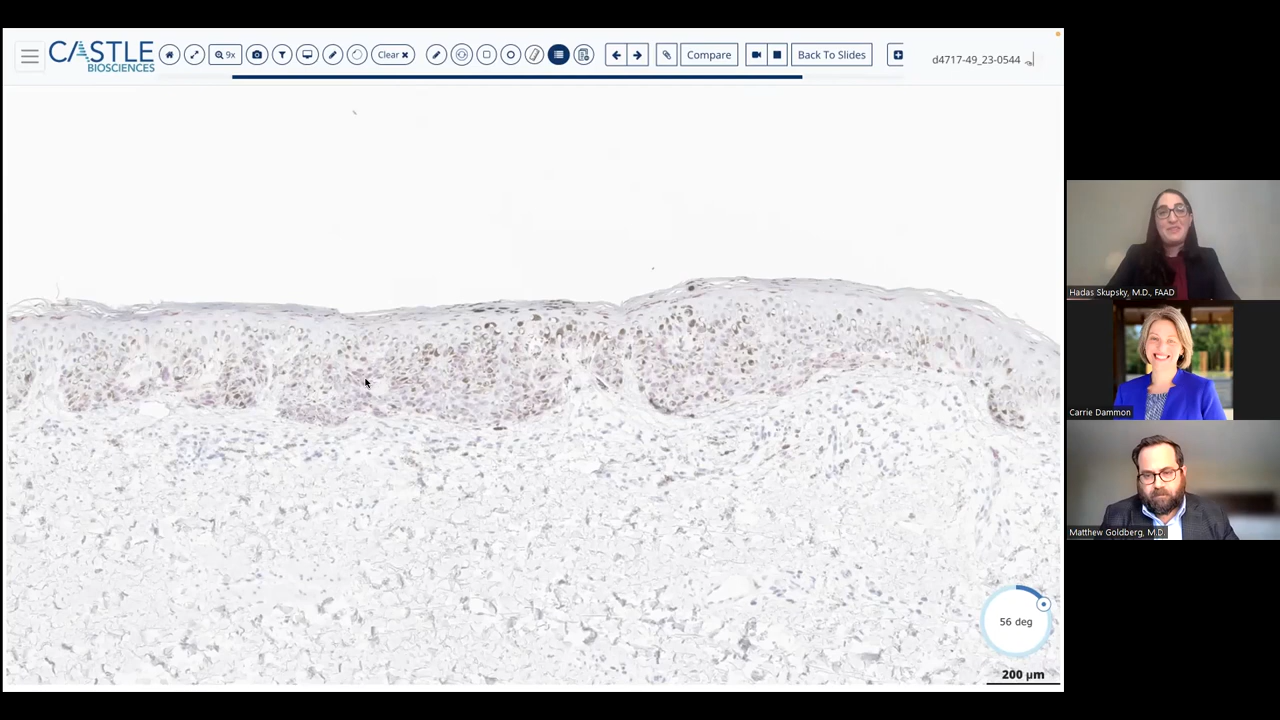 CASTLE
BIOSCIENCES
9x
Clear ×
Compare
Back To Slides
d4717-49_23-0544
56 deg
200 µm
Hadas Skupsky, M.D., FAAD
Carrie Dammon
Matthew Goldberg, M.D.